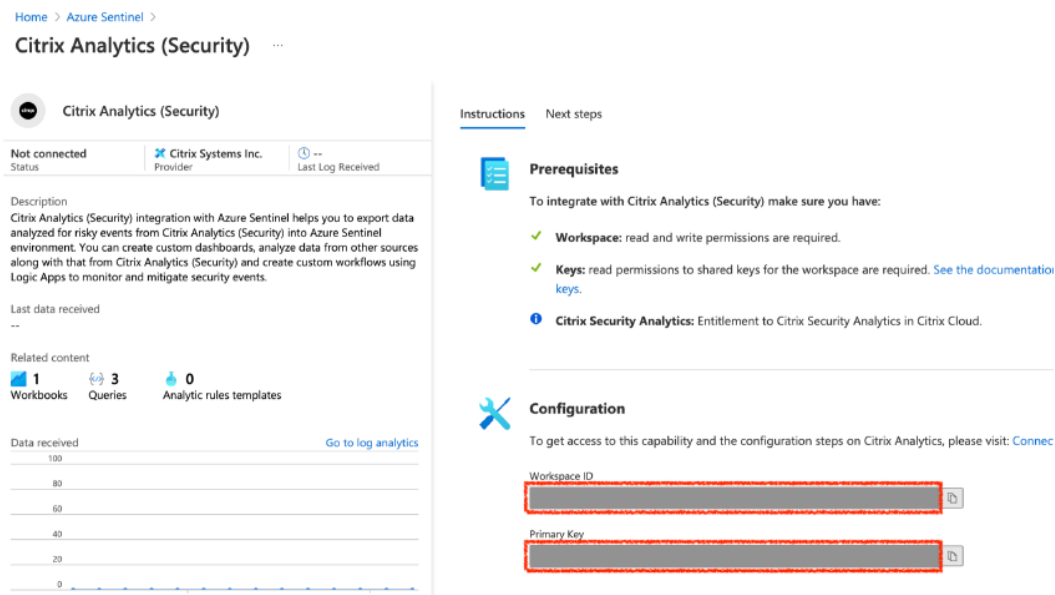 Home > Azure Sentinel >
Citrix Analytics (Security) ...
citrix
Citrix Analytics (Security)
Not connected
Status
Citrix Systems Inc.
Provider
--
Last Log Received
Description
Citrix Analytics (Security) integration with Azure Sentinel helps you to export data
analyzed for risky events from Citrix Analytics (Security) into Azure Sentinel
environment. You can create custom dashboards, analyze data from other sources
along with that from Citrix Analytics (Security) and create custom workflows using
Logic Apps to monitor and mitigate security events.
Last data received
--
Related content
1
Workbooks
3
Queries
0
Analytic rules templates
Data received
Go to log analytics
100
80
60
40
20
0
Instructions
Next steps
Prerequisites
To integrate with Citrix Analytics (Security) make sure you have:
Workspace: read and write permissions are required.
Keys: read permissions to shared keys for the workspace are required. See the documentation
keys.
Citrix Security Analytics: Entitlement to Citrix Security Analytics in Citrix Cloud.
Configuration
To get access to this capability and the configuration steps on Citrix Analytics, please visit: Connec
Workspace ID
Primary Key